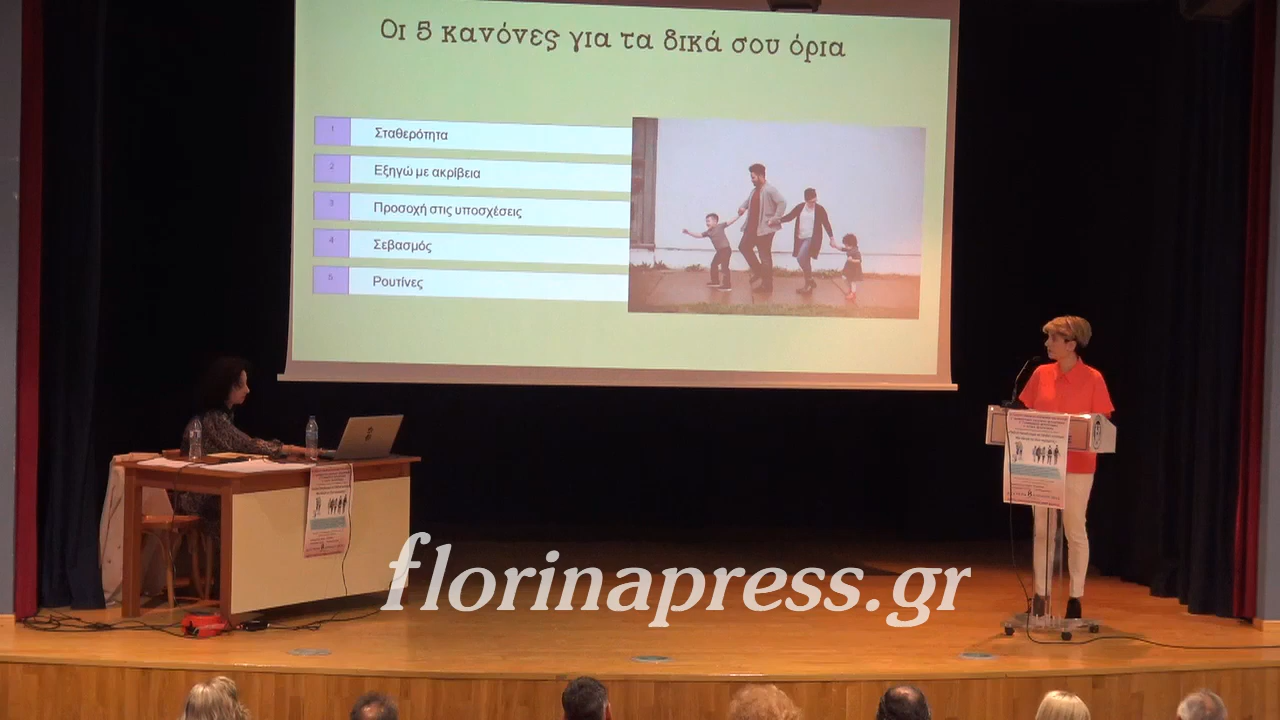 Οι 5 κανόνες για τα δικά σου όρια
1 Σταθερότητα
2 Εξηγώ με ακρίβεια
3 Προσοχή στις υποσχέσεις
4 Σεβασμός
5 Ρουτίνες
florinapress.gr